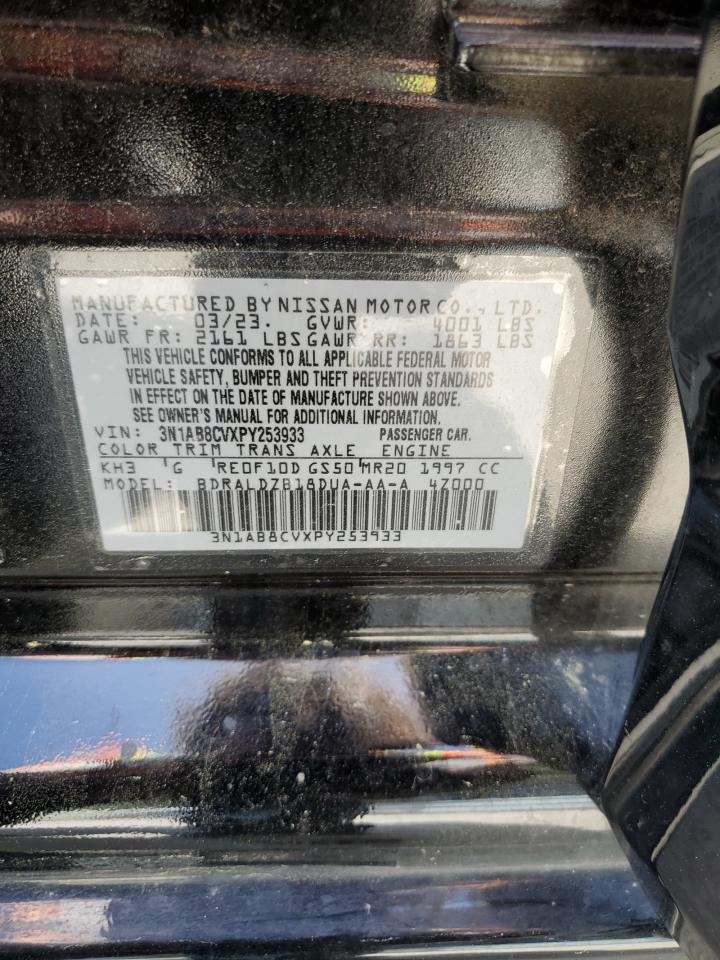 MANUFACTURED BY NISSAN MOTOR CO., LTD.
DATE: 03/23. GVWR: 4001 LBS
GAWR FR: 2161 LBS GAWR RR: 1863 LBS
THIS VEHICLE CONFORMS TO ALL APPLICABLE FEDERAL MOTOR
VEHICLE SAFETY, BUMPER AND THEFT PREVENTION STANDARDS
IN EFFECT ON THE DATE OF MANUFACTURE SHOWN ABOVE.
SEE OWNER'S MANUAL FOR ADDITIONAL INFORMATION.
VIN: 3N1AB8CVXPY253933 PASSENGER CAR.
COLOR TRIM TRANS AXLE ENGINE
KH3 G RE0F10D GS50 MR20 1997 CC
MODEL: BDRALDZB18DUA-AA-A 4Z000
3N1AB8CVXPY253933